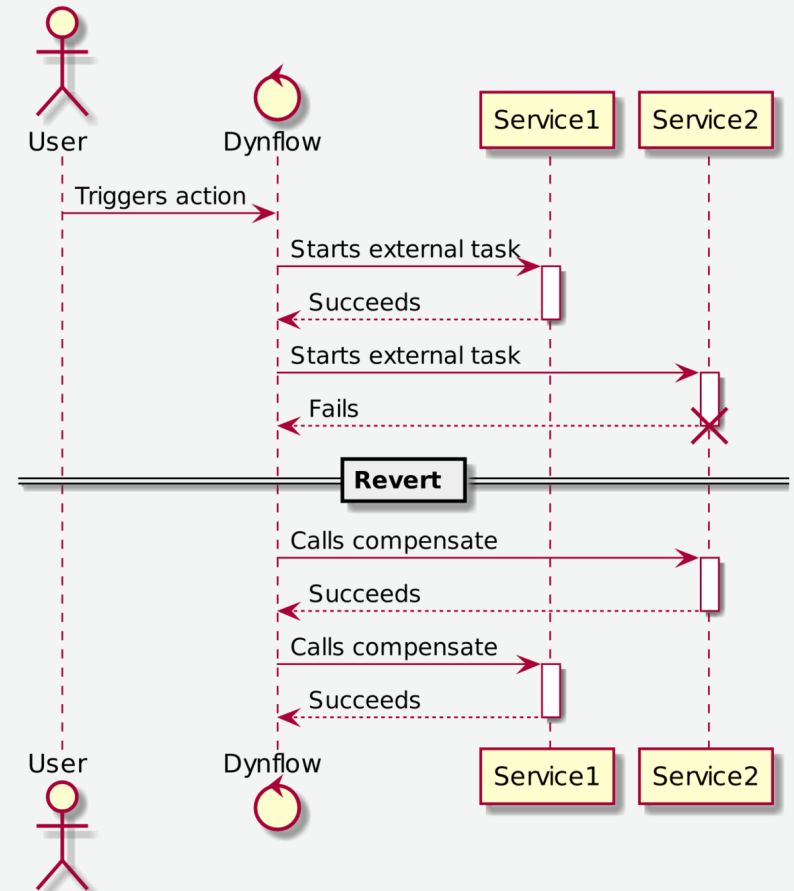 User
Dynflow
Service1
Service2
Triggers action
Starts external task
Succeeds
Starts external task
Fails
Revert
Calls compensate
Succeeds
Calls compensate
Succeeds
User
Dynflow
Service1
Service2